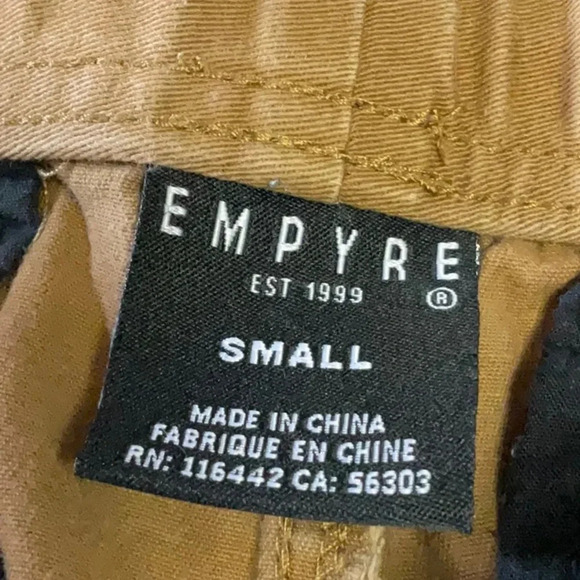 EMPYRE
EST 1999 ®
SMALL
MADE IN CHINA
FABRIQUE EN CHINE
RN: 116442 CA: 56303